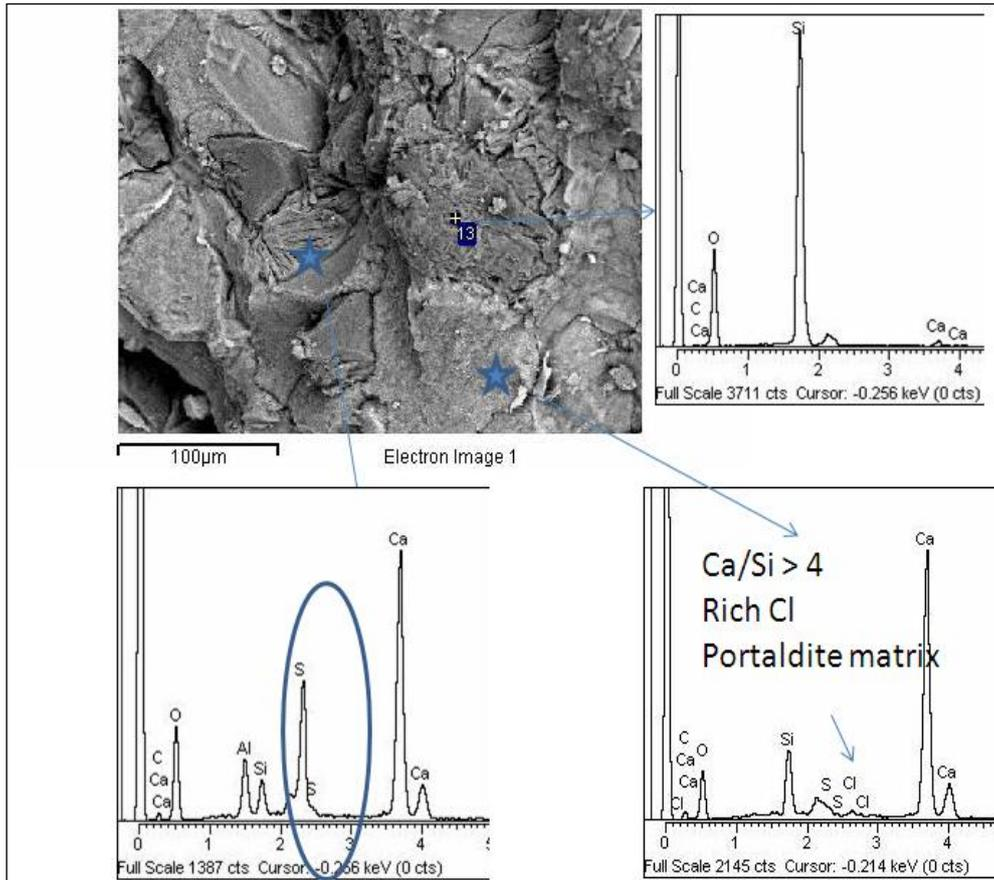 13
100µm
Electron Image 1
Si
O
Ca
C
Ca
Ca
Ca
0 1 2 3 4
Full Scale 3711 cts Cursor: -0.256 keV (0 cts)
Ca
S
O
Al
C
Si
S
Ca
Ca
Ca
0 1 2 3 4 5
Full Scale 1387 cts Cursor: -0.256 keV (0 cts)
Ca/Si > 4
Rich Cl
Portaldite matrix
Ca
C
O
Si
Ca
S
Cl
Ca
Ca
Cl
S
Cl
0 1 2 3 4
Full Scale 2145 cts Cursor: -0.214 keV (0 cts)